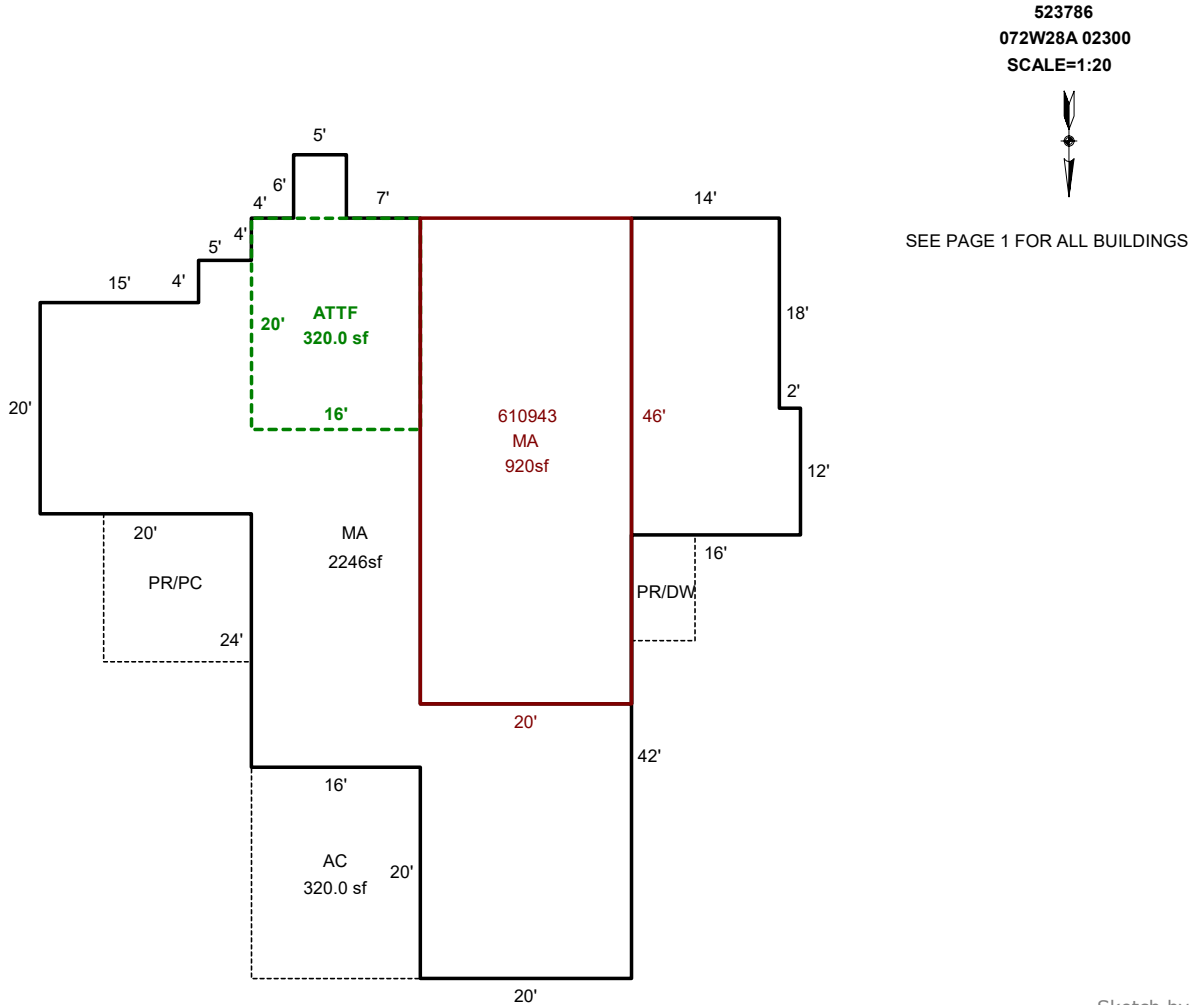 523786
072W28A 02300
SCALE=1:20
SEE PAGE 1 FOR ALL BUILDINGS
5'
6'
4'
7'
14'
4'
5'
4'
15'
ATTF
320.0 sf
20'
16'
18'
2'
12'
20'
610943
MA
920sf
46'
20'
MA
2246sf
16'
PR/PC
PR/DW
24'
20'
42'
16'
AC
320.0 sf
20'
20'
Sketch by